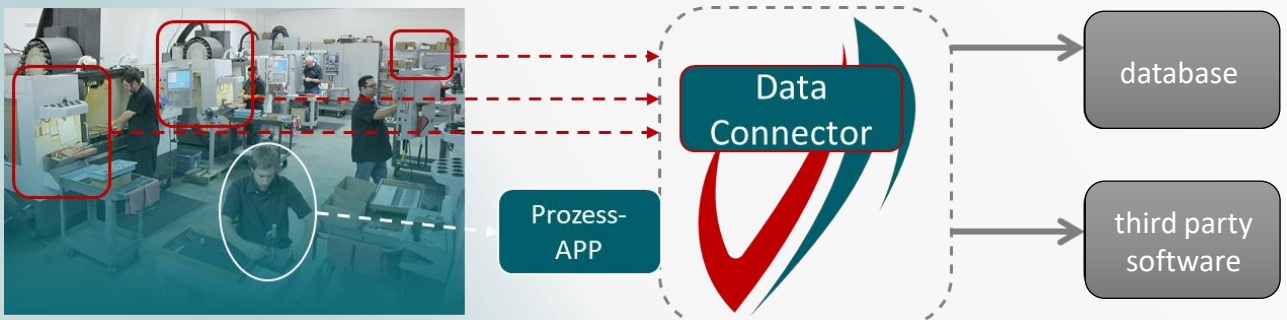 Data
Connector
Prozess-
APP
database
third party
software